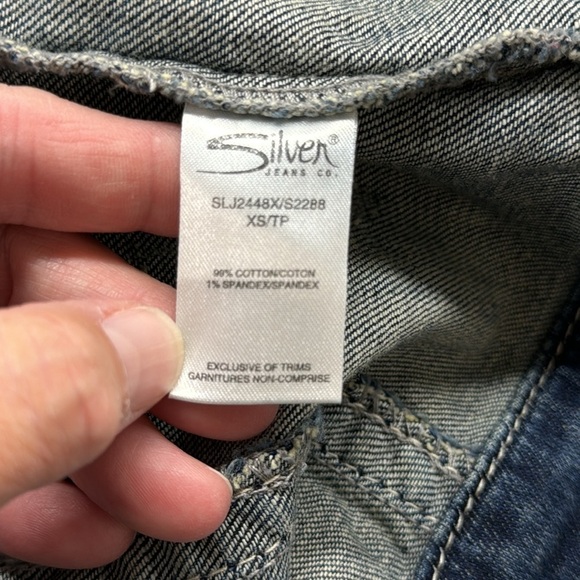 Silver®
JEANS CO.
SLJ2448X/S2288
XS/TP
99% COTTON/COTON
1% SPANDEX/SPANDEX
EXCLUSIVE OF TRIMS
GARNITURES NON-COMPRISE